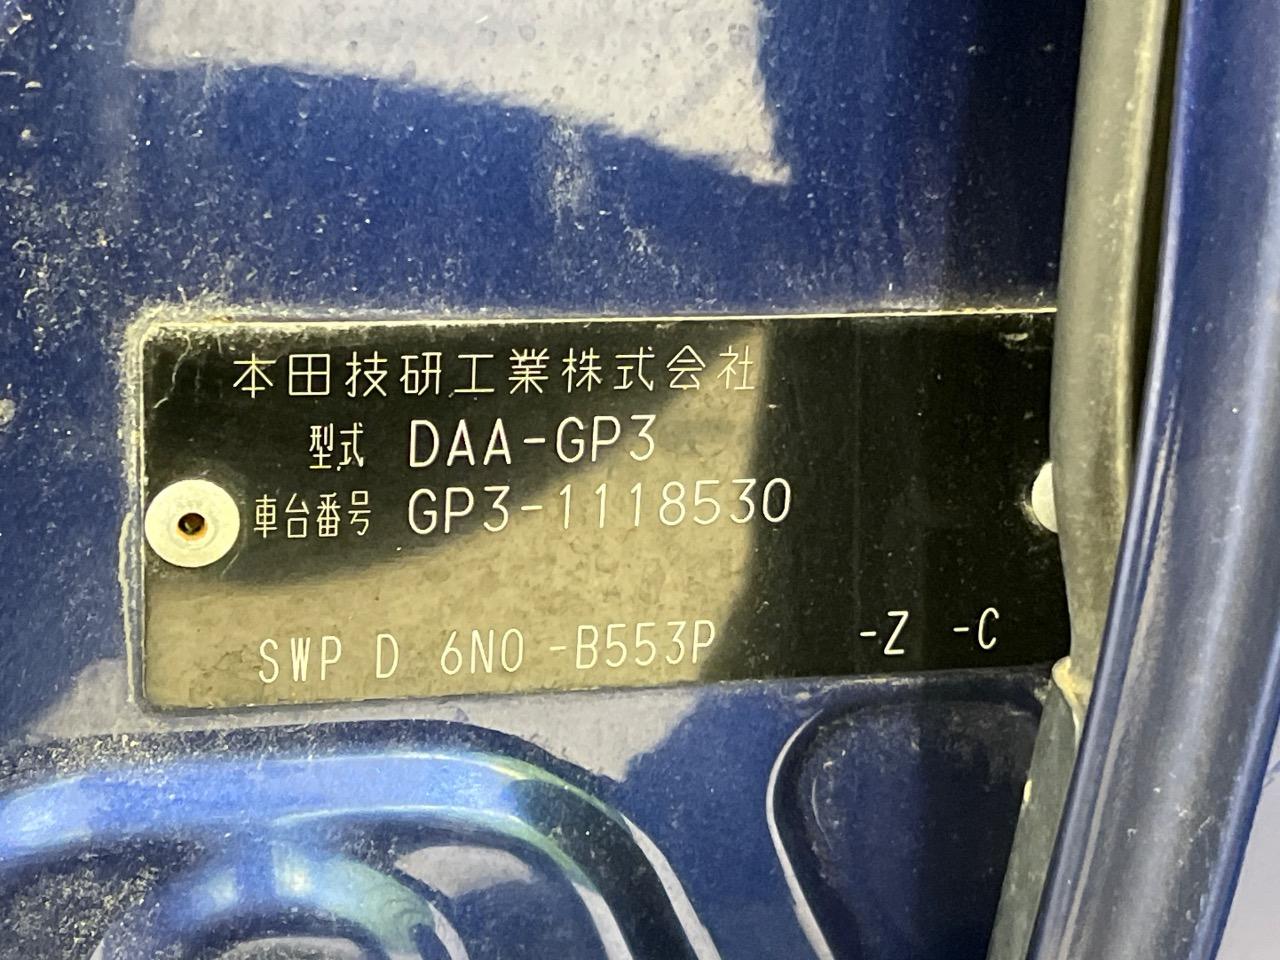 本田技研工業株式会社
型式 DAA-GP3
車台番号 GP3-1118530
SWP D 6N0 -B553P -Z -C